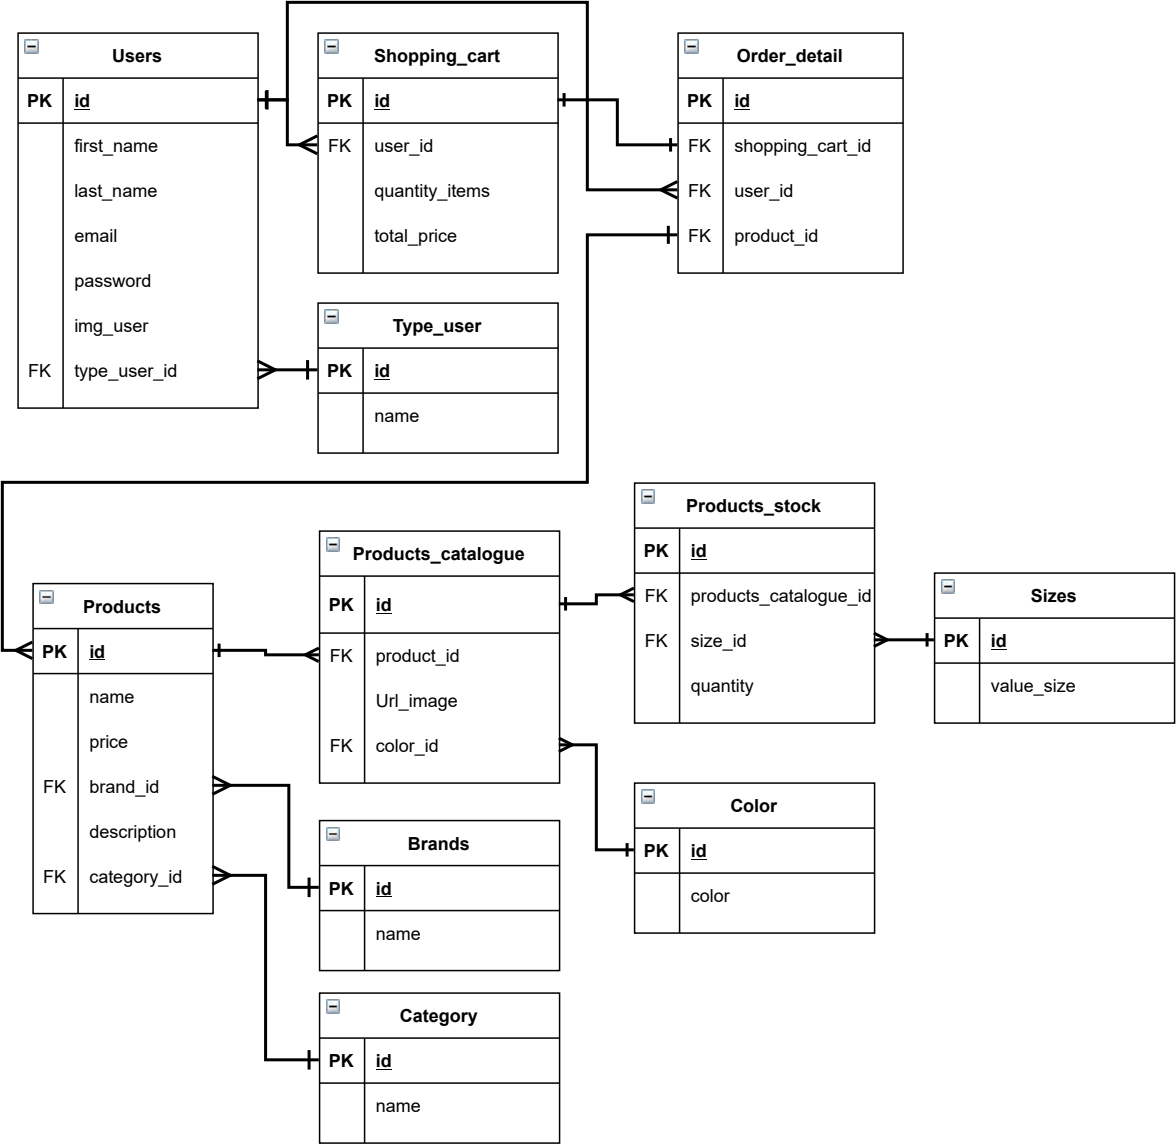 Users
PK id
first_name
last_name
email
password
img_user
FK type_user_id
Shopping_cart
PK id
FK user_id
quantity_items
total_price
Order_detail
PK id
FK shopping_cart_id
FK user_id
FK product_id
Type_user
PK id
name
Products
PK id
name
price
FK brand_id
description
FK category_id
Products_catalogue
PK id
FK product_id
Url_image
FK color_id
Products_stock
PK id
FK products_catalogue_id
FK size_id
quantity
Sizes
PK id
value_size
Brands
PK id
name
Color
PK id
color
Category
PK id
name